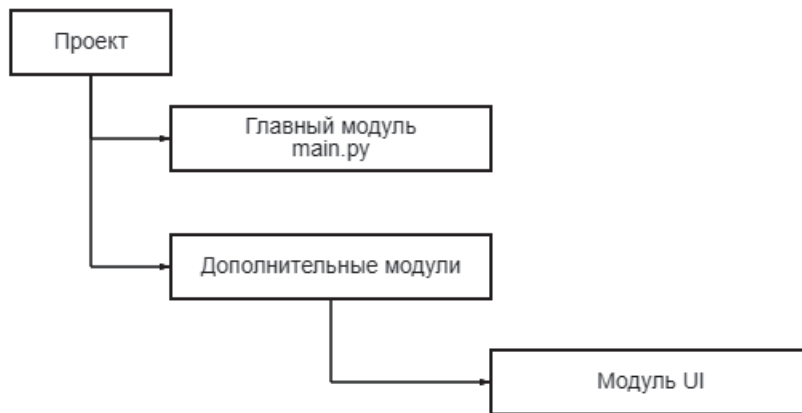 Проект
Главный модуль
main.py
Дополнительные модули
Модуль UI